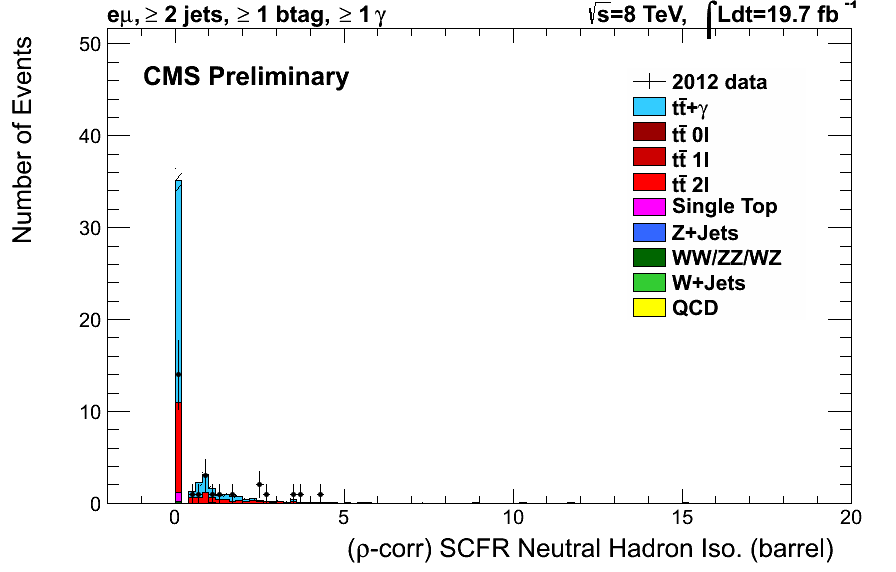 eμ, ≥ 2 jets, ≥ 1 btag, ≥ 1 γ
√s=8 TeV, ∫Ldt=19.7 fb⁻¹
CMS Preliminary
2012 data
tt̄+γ
tt̄ 0l
tt̄ 1l
tt̄ 2l
Single Top
Z+Jets
WW/ZZ/WZ
W+Jets
QCD
Number of Events
50
40
30
20
10
0
0 5 10 15 20
(ρ-corr) SCFR Neutral Hadron Iso. (barrel)